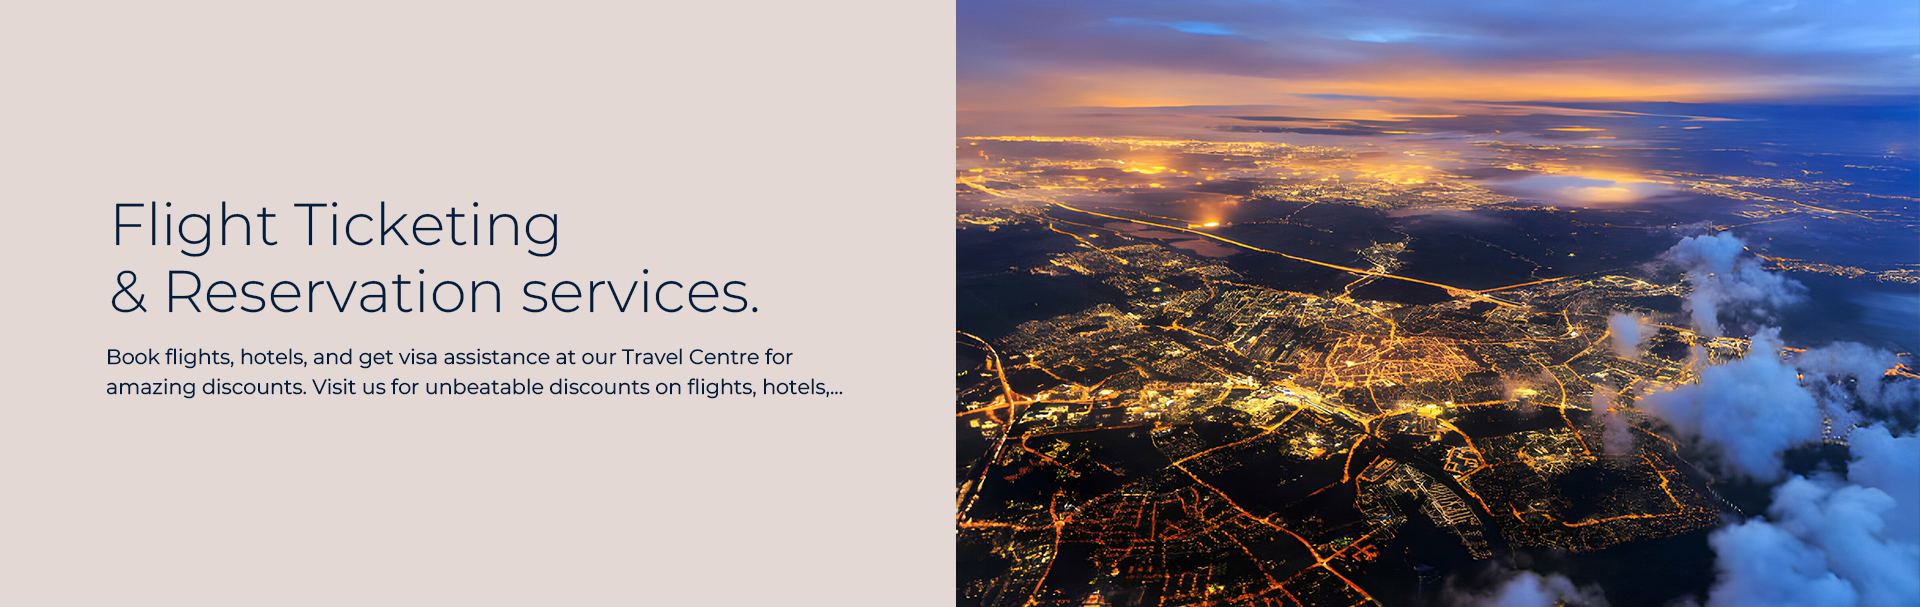 Flight Ticketing
& Reservation services.
Book flights, hotels, and get visa assistance at our Travel Centre for
amazing discounts. Visit us for unbeatable discounts on flights, hotels,...